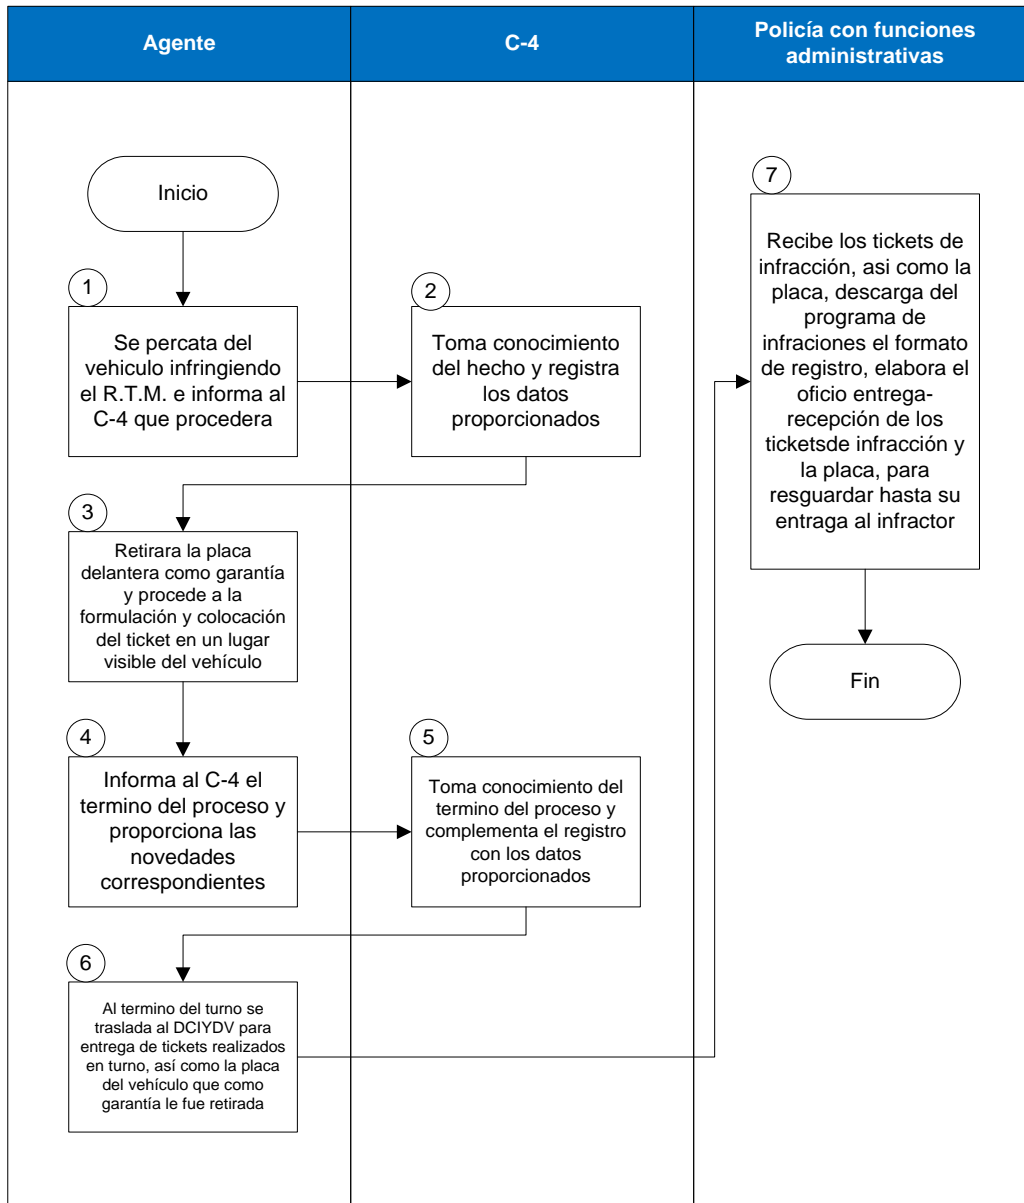 Agente
C-4
Policía con funciones
administrativas
Inicio
1
Se percata del
vehiculo infringiendo
el R.T.M. e informa al
C-4 que procedera
2
Toma conocimiento
del hecho y registra
los datos
proporcionados
3
Retirara la placa
delantera como garantía
y procede a la
formulación y colocación
del ticket en un lugar
visible del vehículo
4
Informa al C-4 el
termino del proceso y
proporciona las
novedades
correspondientes
5
Toma conocimiento del
termino del proceso y
complementa el registro
con los datos
proporcionados
6
Al termino del turno se
traslada al DCIYDV para
entrega de tickets realizados
en turno, así como la placa
del vehículo que como
garantía le fue retirada
7
Recibe los tickets de
infracción, asi como la
placa, descarga del
programa de
infraciones el formato
de registro, elabora el
oficio entrega-
recepción de los
ticketsde infracción y
la placa, para
resguardar hasta su
entraga al infractor
Fin